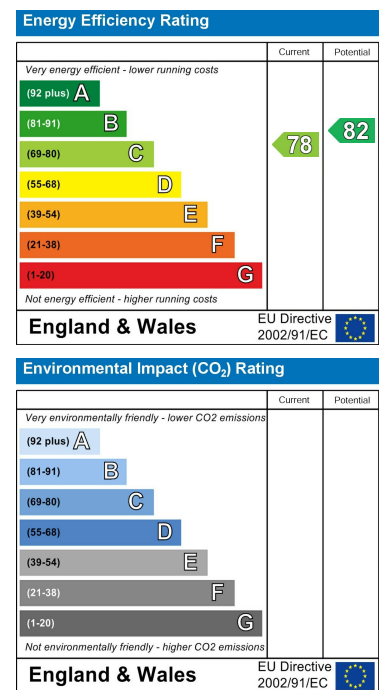 Energy Efficiency Rating
Current Potential
Very energy efficient - lower running costs
(92 plus) A
(81-91) B
(69-80) C
(55-68) D
(39-54) E
(21-38) F
(1-20) G
78 82
Not energy efficient - higher running costs
England & Wales
EU Directive
2002/91/EC
Environmental Impact (CO₂) Rating
Current Potential
Very environmentally friendly - lower CO2 emissions
(92 plus) A
(81-91) B
(69-80) C
(55-68) D
(39-54) E
(21-38) F
(1-20) G
Not environmentally friendly - higher CO2 emissions
England & Wales
EU Directive
2002/91/EC